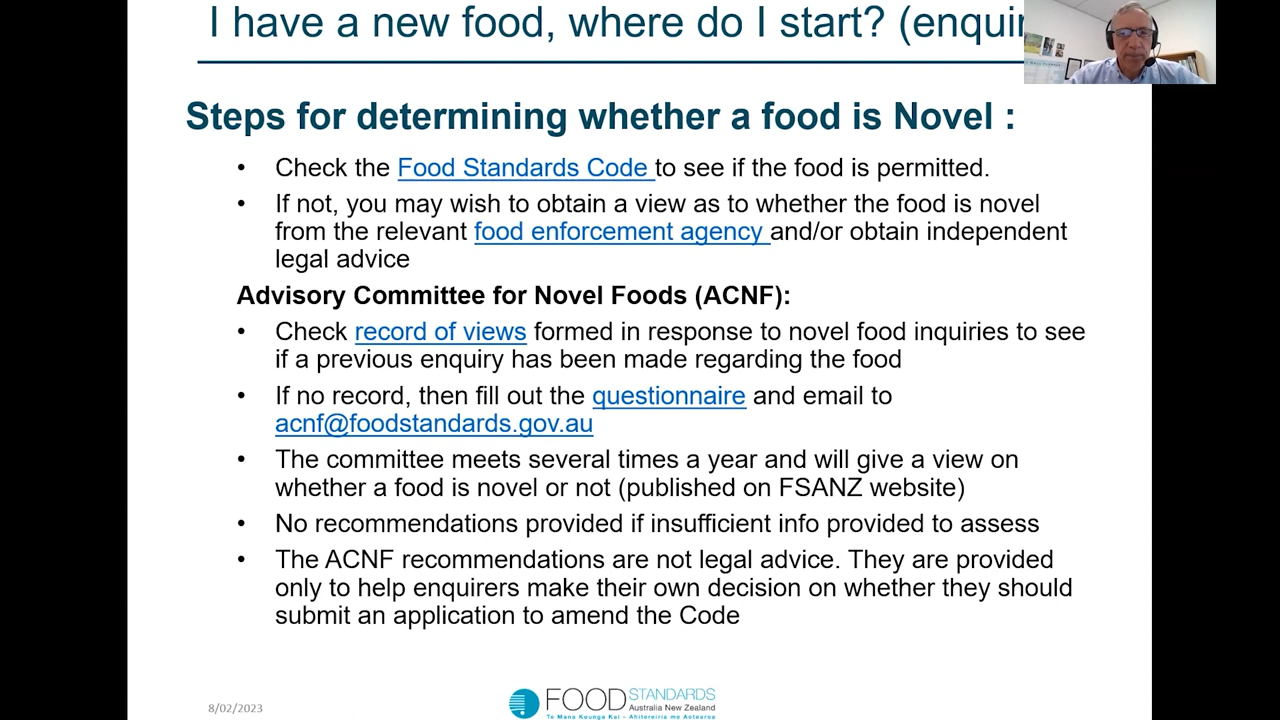 I have a new food, where do I start? (enquir
Steps for determining whether a food is Novel :
• Check the Food Standards Code to see if the food is permitted.
• If not, you may wish to obtain a view as to whether the food is novel
from the relevant food enforcement agency and/or obtain independent
legal advice
Advisory Committee for Novel Foods (ACNF):
• Check record of views formed in response to novel food inquiries to see
if a previous enquiry has been made regarding the food
• If no record, then fill out the questionnaire and email to
acnf@foodstandards.gov.au
• The committee meets several times a year and will give a view on
whether a food is novel or not (published on FSANZ website)
• No recommendations provided if insufficient info provided to assess
• The ACNF recommendations are not legal advice. They are provided
only to help enquirers make their own decision on whether they should
submit an application to amend the Code
8/02/2023
FOOD STANDARDS
Australia New Zealand
Te Mana Kounga Kai – Ahitereiria me Aotearoa